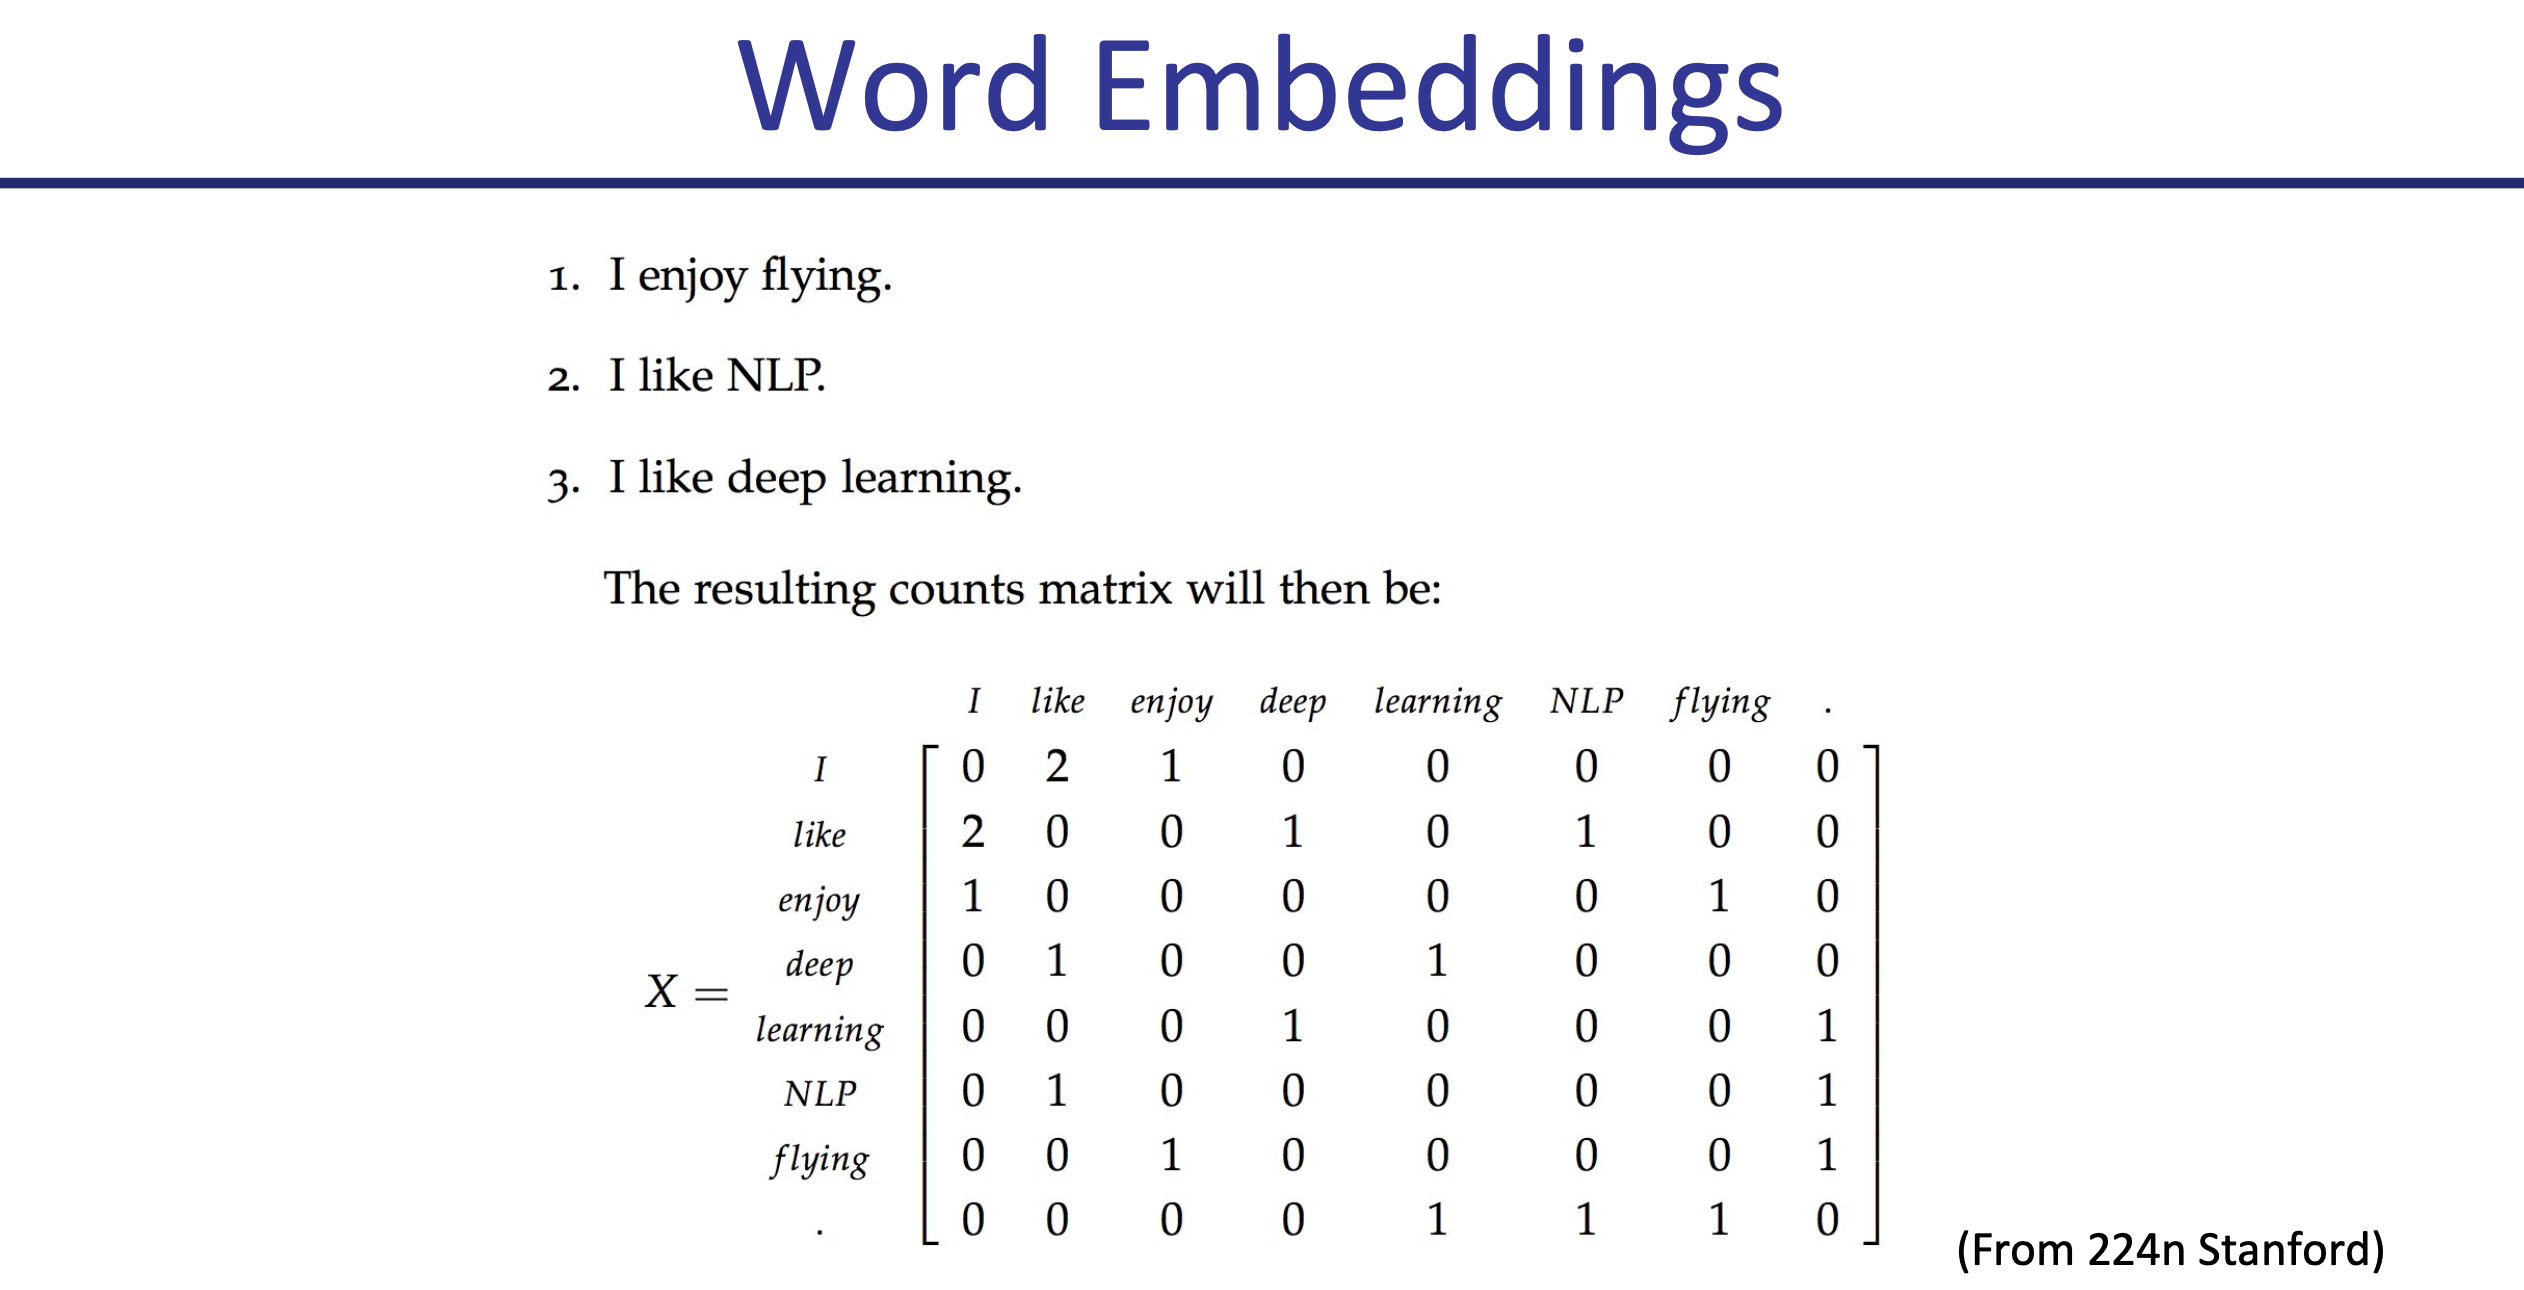 Word Embeddings
1. I enjoy flying.
2. I like NLP.
3. I like deep learning.
The resulting counts matrix will then be:
I like enjoy deep learning NLP flying .
I 0 2 1 0 0 0 0 0
like 2 0 0 1 0 1 0 0
enjoy 1 0 0 0 0 0 1 0
deep 0 1 0 0 1 0 0 0
X =
learning 0 0 0 1 0 0 0 1
NLP 0 1 0 0 0 0 0 1
flying 0 0 1 0 0 0 0 1
. 0 0 0 0 1 1 1 0
(From 224n Stanford)